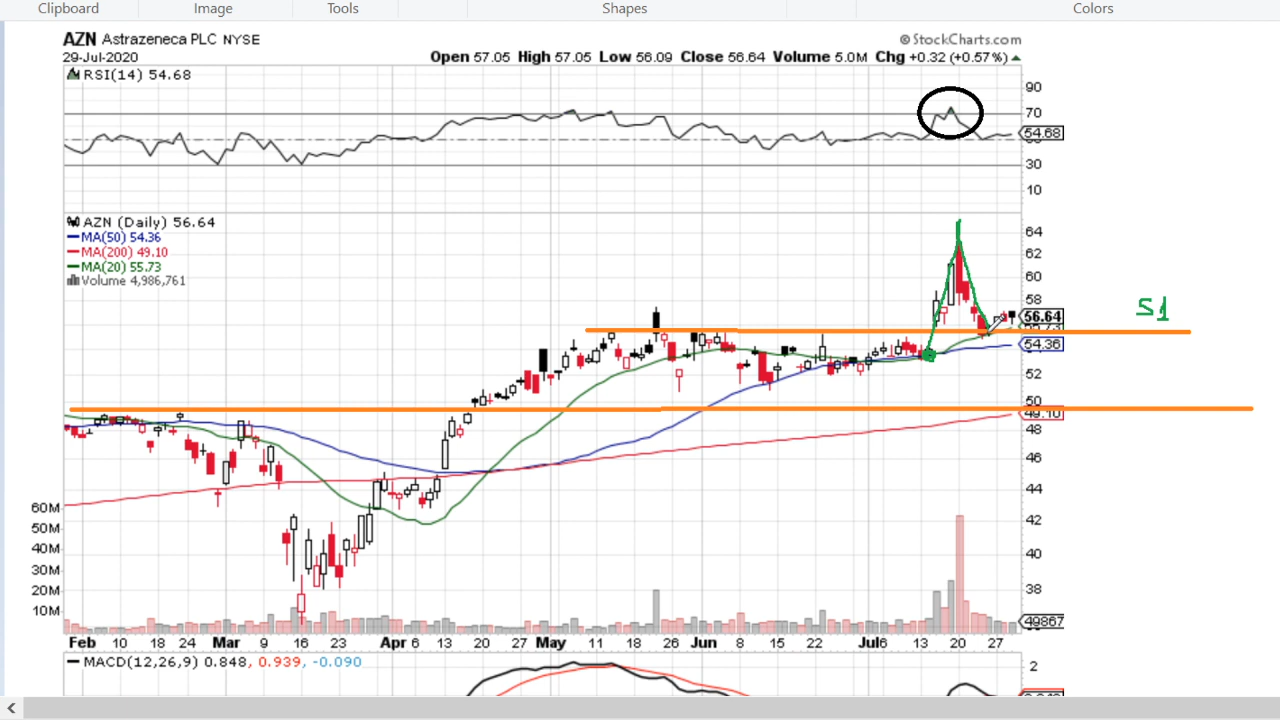 Clipboard Image Tools Shapes Colors
AZN Astrazeneca PLC NYSE © StockCharts.com
29-Jul-2020 Open 57.05 High 57.05 Low 56.09 Close 56.64 Volume 5.0M Chg +0.32 (+0.57%)
RSI(14) 54.68
90
70
54.68
30
10
AZN (Daily) 56.64
MA(50) 54.36
MA(200) 49.10
MA(20) 55.73
Volume 4,986,761
64
62
60
58
S1
56.64
54.36
52
50
49.10
48
46
44
42
40
38
60M
50M
40M
30M
20M
10M
49867
Feb 10 18 24 Mar 9 16 23 Apr 6 13 20 27 May 11 18 26 Jun 8 15 22 Jul 6 13 20 27
MACD(12,26,9) 0.848, 0.939, -0.090
2